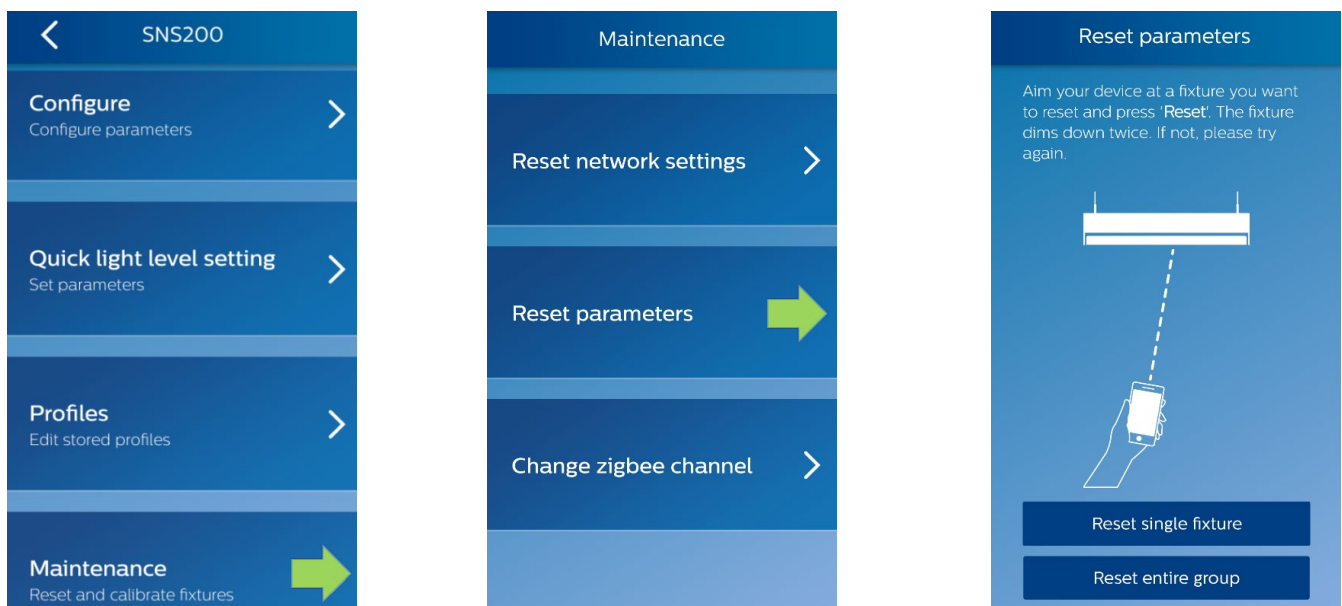 SNS200
Configure
Configure parameters
Quick light level setting
Set parameters
Profiles
Edit stored profiles
Maintenance
Reset and calibrate fixtures
Maintenance
Reset network settings
Reset parameters
Change zigbee channel
Reset parameters
Aim your device at a fixture you want
to reset and press 'Reset'. The fixture
dims down twice. If not, please try
again.
Reset single fixture
Reset entire group